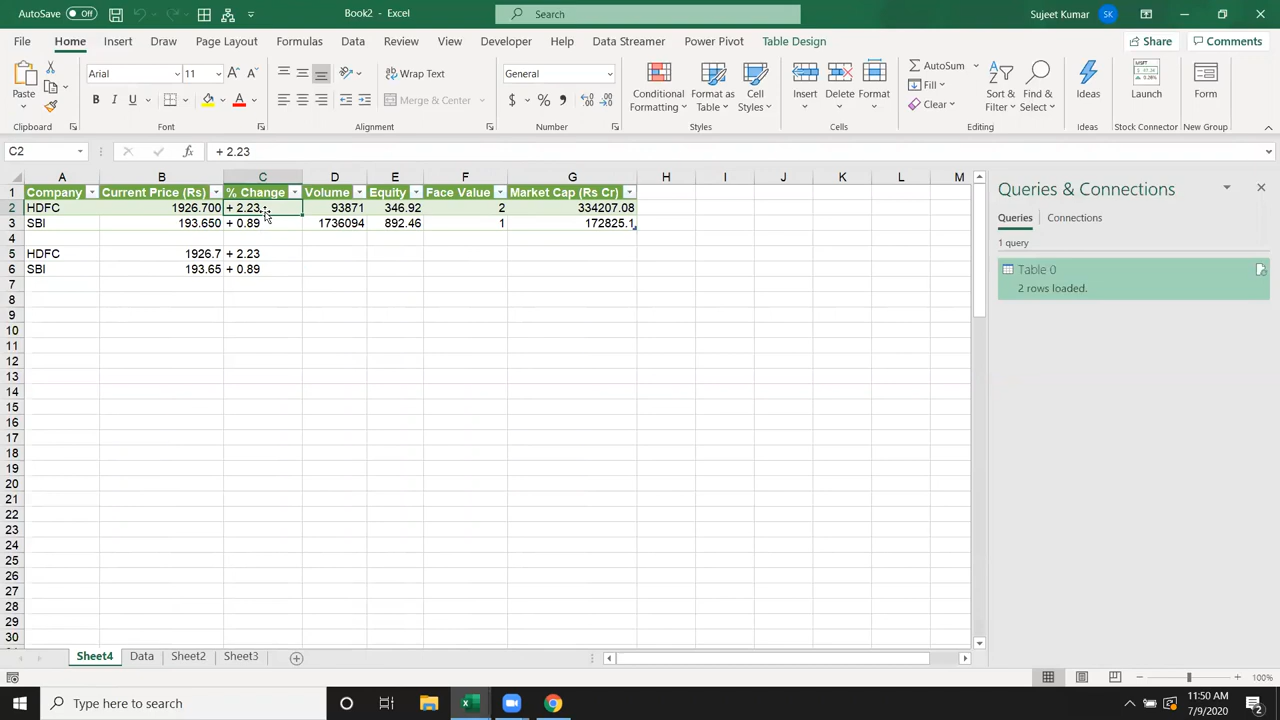 AutoSave Off Book2 - Excel Search Sujeet Kumar SK
File Home Insert Draw Page Layout Formulas Data Review View Developer Help Data Streamer Power Pivot Table Design Share Comments
Paste Arial 11 Wrap Text General Conditional Formatting Format as Table Cell Styles Insert Delete Format AutoSum Fill Clear Sort & Filter Find & Select Ideas Launch Form
B I U Merge & Center $ %
Clipboard Font Alignment Number Styles Cells Editing Ideas Stock Connector New Group
C2 fx + 2.23
A B C D E F G H I J K L M
1 Company Current Price (Rs) % Change Volume Equity Face Value Market Cap (Rs Cr)
2 HDFC 1926.700 + 2.23 93871 346.92 2 334207.08
3 SBI 193.650 + 0.89 1736094 892.46 1 172825.1
4
5 HDFC 1926.7 + 2.23
6 SBI 193.65 + 0.89
7
8
9
10
11
12
13
14
15
16
17
18
19
20
21
22
23
24
25
26
27
28
29
30
Queries & Connections
Queries Connections
1 query
Table 0
2 rows loaded.
Sheet4 Data Sheet2 Sheet3
100%
Type here to search
11:50 AM
7/9/2020
2